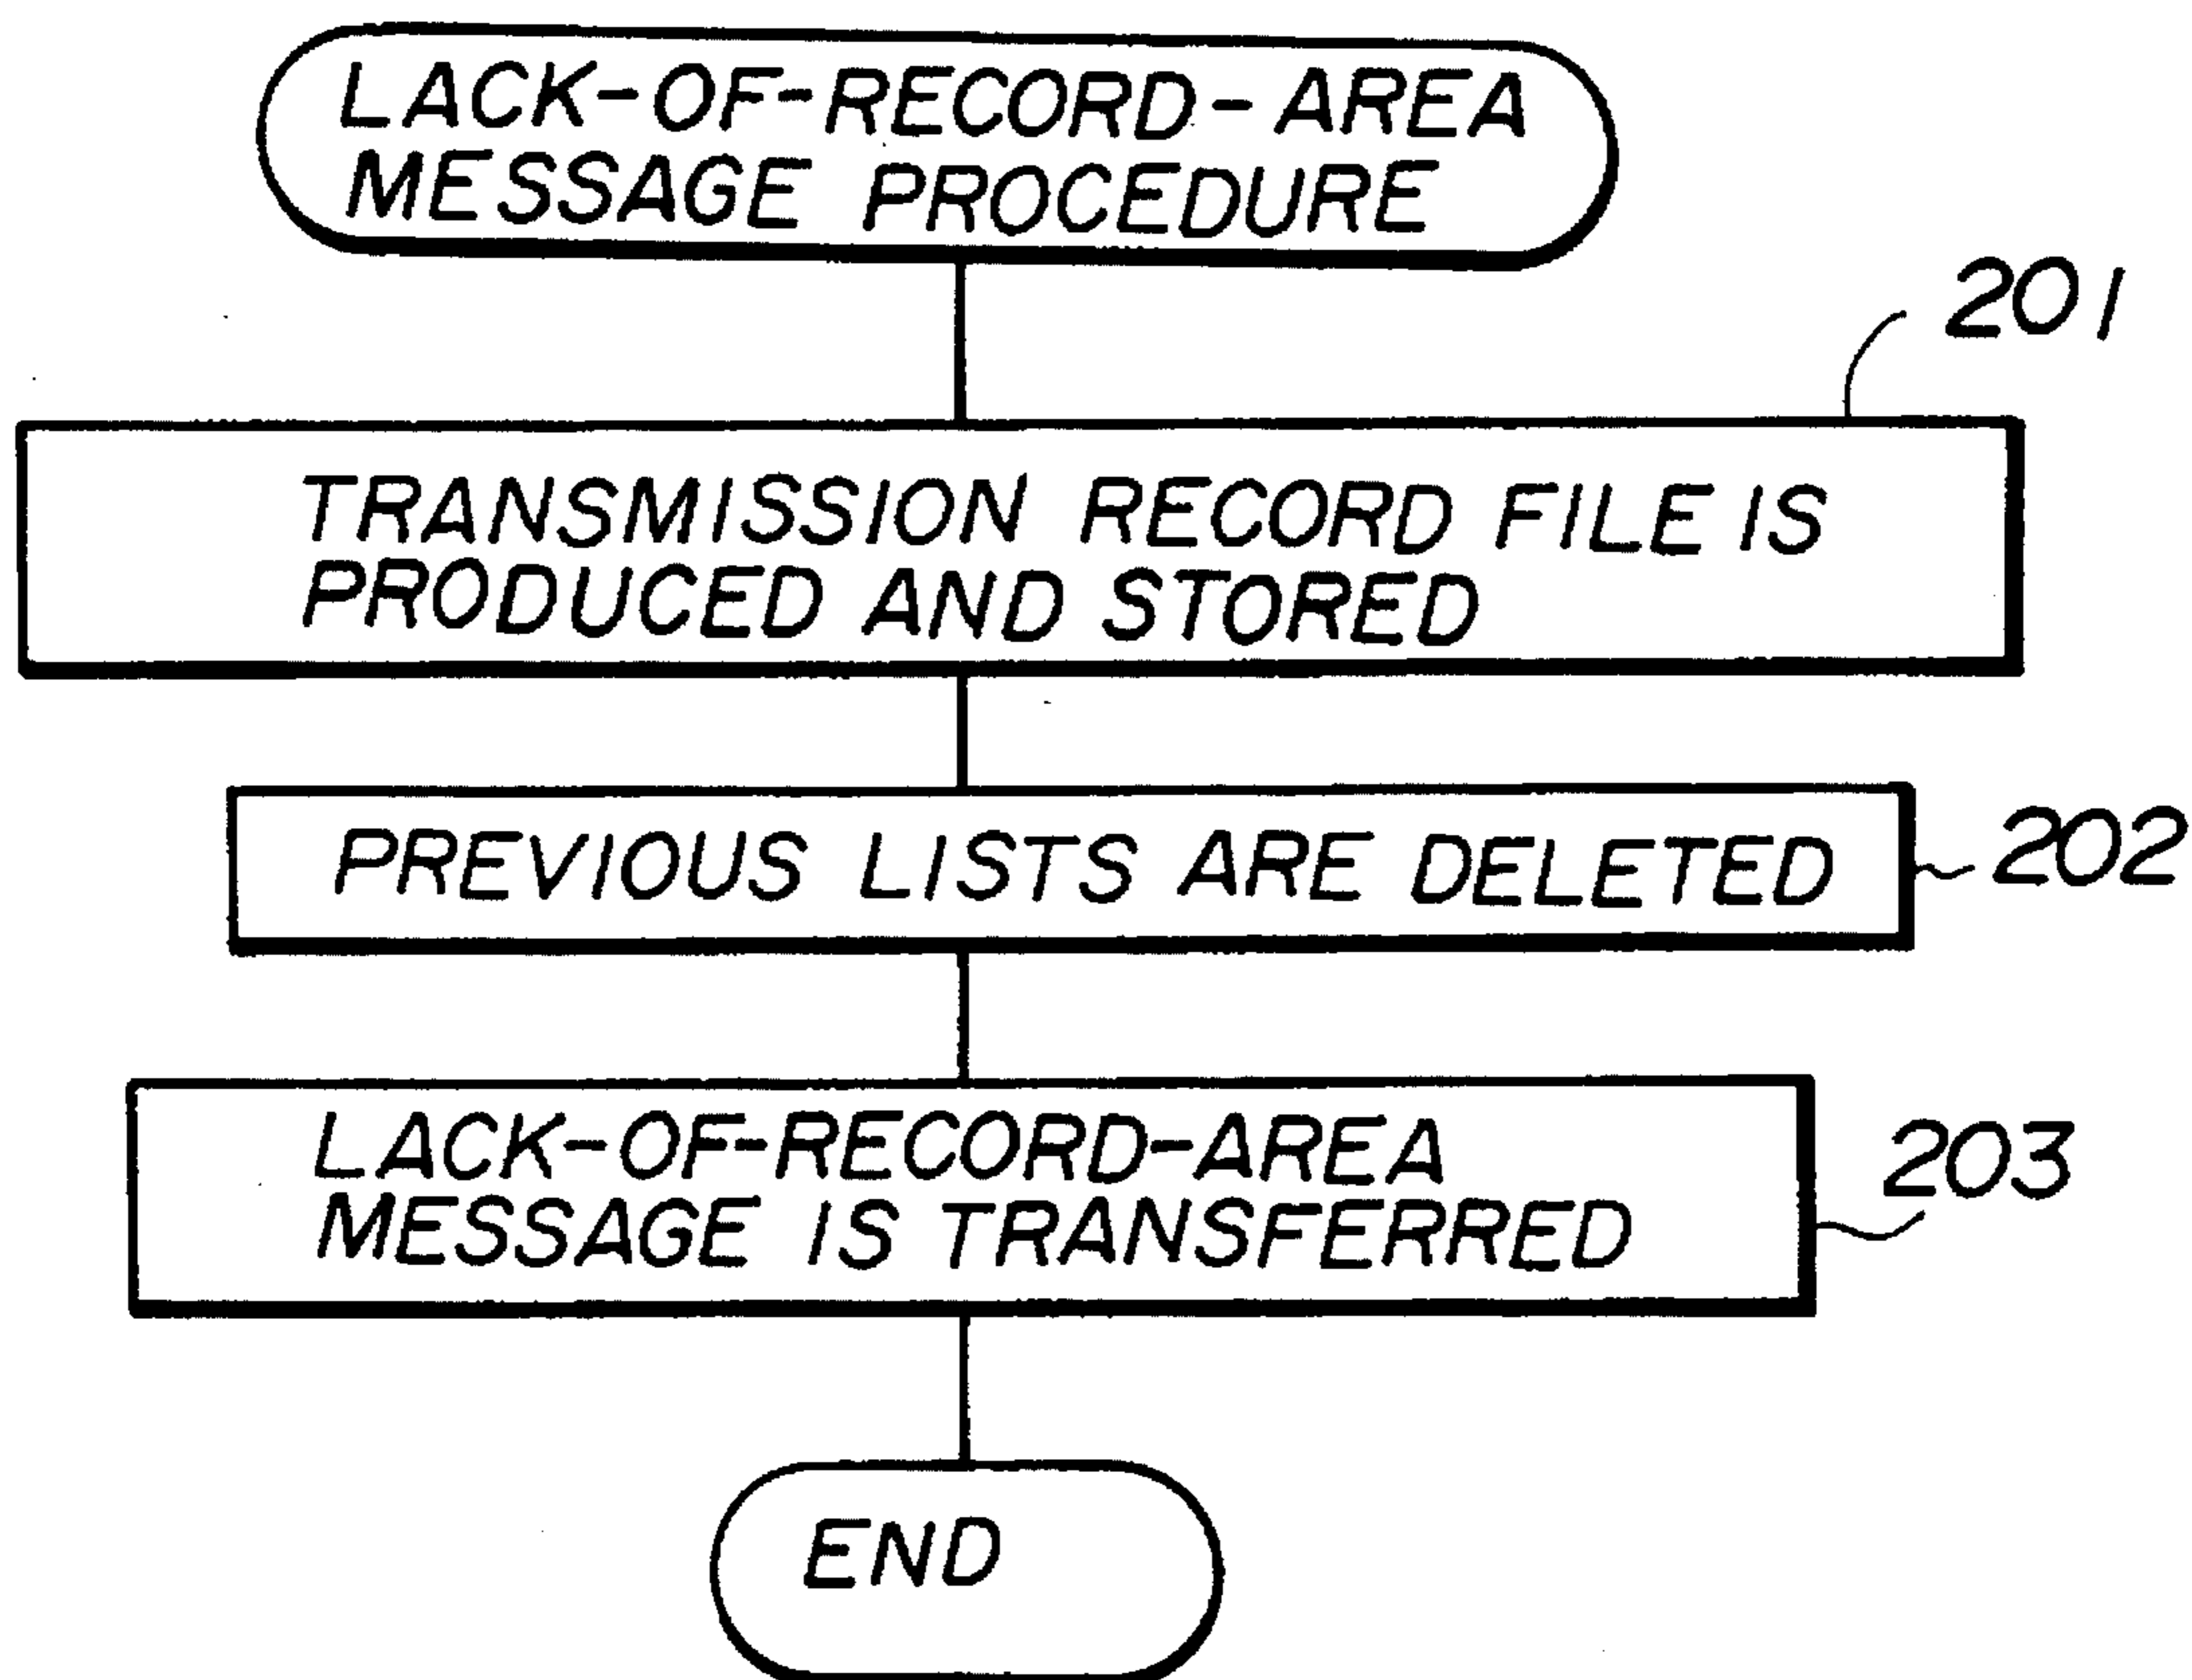 LACK-OF-RECORD-AREA
MESSAGE PROCEDURE
201
TRANSMISSION RECORD FILE IS
PRODUCED AND STORED
PREVIOUS LISTS ARE DELETED
202
LACK-OF-RECORD-AREA
MESSAGE IS TRANSFERRED
203
END